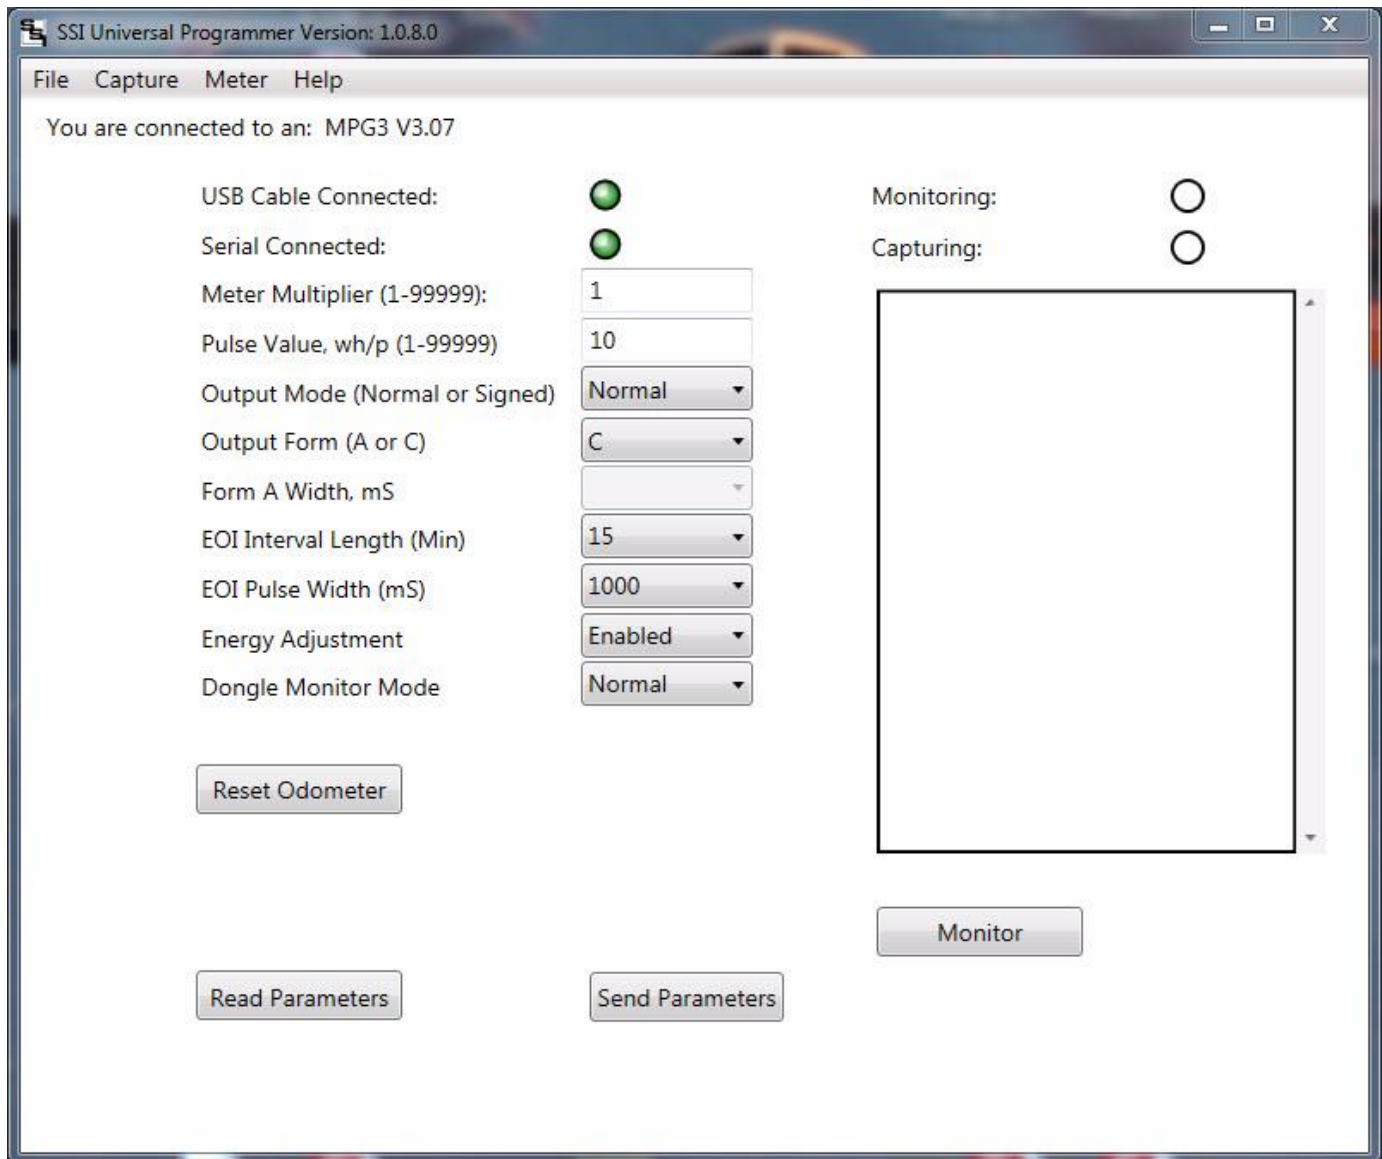 SSI Universal Programmer Version: 1.0.8.0
File Capture Meter Help
You are connected to an: MPG3 V3.07
USB Cable Connected:
Serial Connected:
Meter Multiplier (1-99999): 1
Pulse Value, wh/p (1-99999) 10
Output Mode (Normal or Signed) Normal
Output Form (A or C) C
Form A Width, mS
EOI Interval Length (Min) 15
EOI Pulse Width (mS) 1000
Energy Adjustment Enabled
Dongle Monitor Mode Normal
Reset Odometer
Read Parameters
Send Parameters
Monitoring:
Capturing:
Monitor